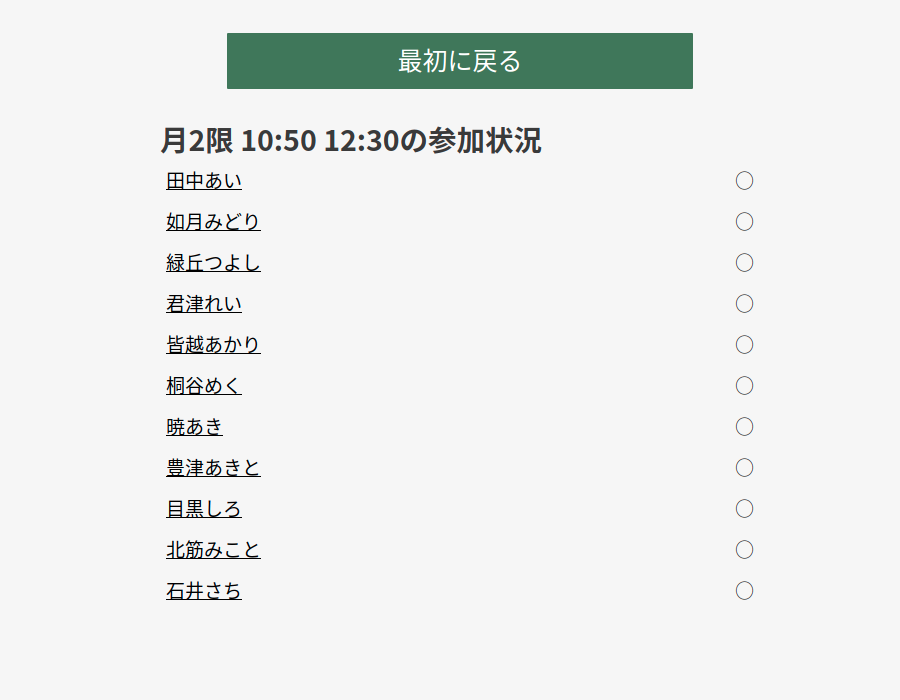 最初に戻る
月2限 10:50 12:30の参加状況
田中あい ○
如月みどり ○
緑丘つよし ○
君津れい ○
皆越あかり ○
桐谷めく ○
暁あき ○
豊津あきと ○
目黒しろ ○
北筋みこと ○
石井さち ○